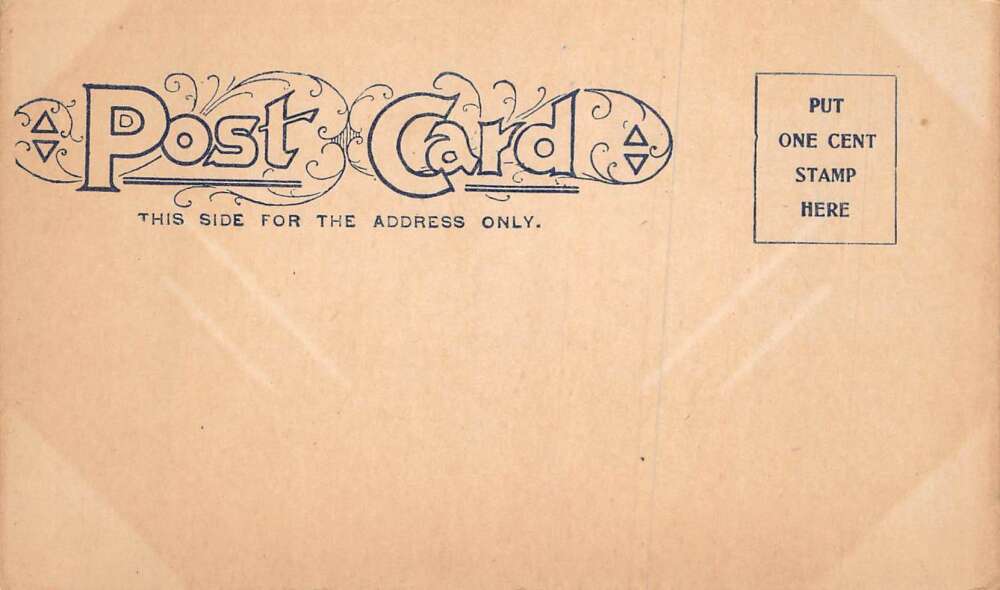 Post Card
THIS SIDE FOR THE ADDRESS ONLY.
PUT
ONE CENT
STAMP
HERE